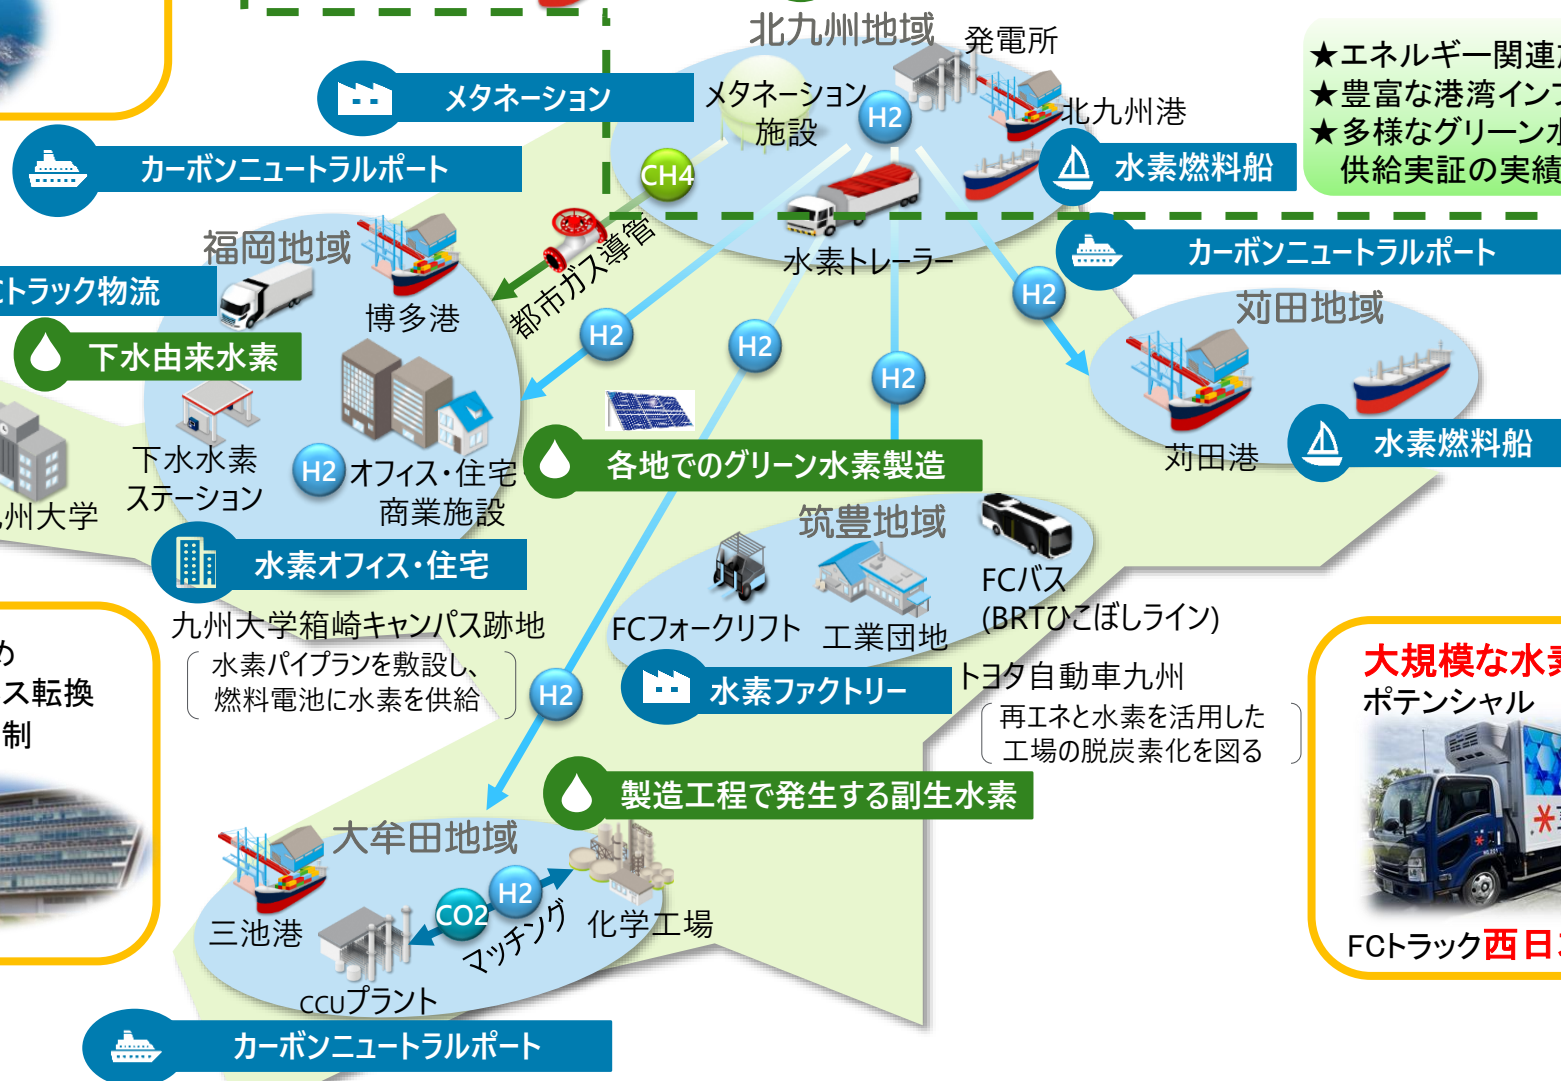 北九州地域
発電所
メタネーション
メタネーション
施設
H2
北九州港
★エネルギー関連
★豊富な港湾イン
★多様なグリーン
供給実証の実績
カーボンニュートラルポート
CH4
水素燃料船
福岡地域
都市ガス導管
水素トレーラー
カーボンニュートラルポート
トラック物流
博多港
H2
H2
H2
H2
苅田地域
下水由来水素
下水水素
ステーション
H2
オフィス・住宅
商業施設
各地でのグリーン水素製造
苅田港
水素燃料船
州大学
筑豊地域
水素オフィス・住宅
FCフォークリフト
工業団地
FCバス
(BRTひこぼしライン)
九州大学箱崎キャンパス跡地
水素パイプランを敷設し、
燃料電池に水素を供給
H2
水素ファクトリー
トヨタ自動車九州
再エネと水素を活用した
工場の脱炭素化を図る
め
ス転換
制
大規模な水
ポテンシャル
製造工程で発生する副生水素
大牟田地域
三池港
CO2
H2
マッチング
化学工場
CCUプラント
カーボンニュートラルポート
FCトラック西日